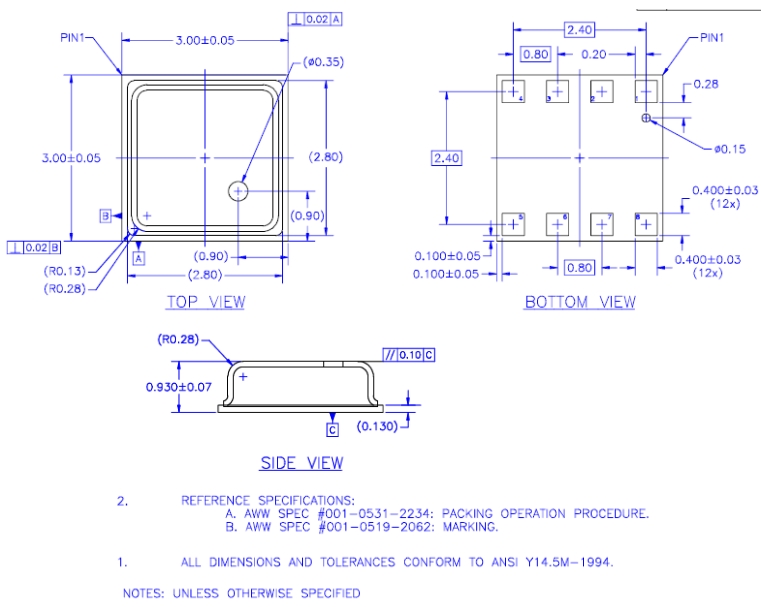 ⊥ 0.02 A
PIN1
3.00±0.05
(ø0.35)
3.00±0.05
(2.80)
B
(0.90)
⊥ 0.02 B
A
(0.90)
(R0.13)
(2.80)
(R0.28)
TOP VIEW
2.40
PIN1
0.80
0.20
0.28
4
3
2
1
2.40
ø0.15
0.400±0.03
(12x)
5
6
7
8
0.100±0.05
0.100±0.05
0.80
0.400±0.03
(12x)
BOTTOM VIEW
(R0.28)
// 0.10 C
0.930±0.07
C
(0.130)
SIDE VIEW
2. REFERENCE SPECIFICATIONS:
A. AWW SPEC #001-0531-2234: PACKING OPERATION PROCEDURE.
B. AWW SPEC #001-0519-2062: MARKING.
1. ALL DIMENSIONS AND TOLERANCES CONFORM TO ANSI Y14.5M-1994.
NOTES: UNLESS OTHERWISE SPECIFIED